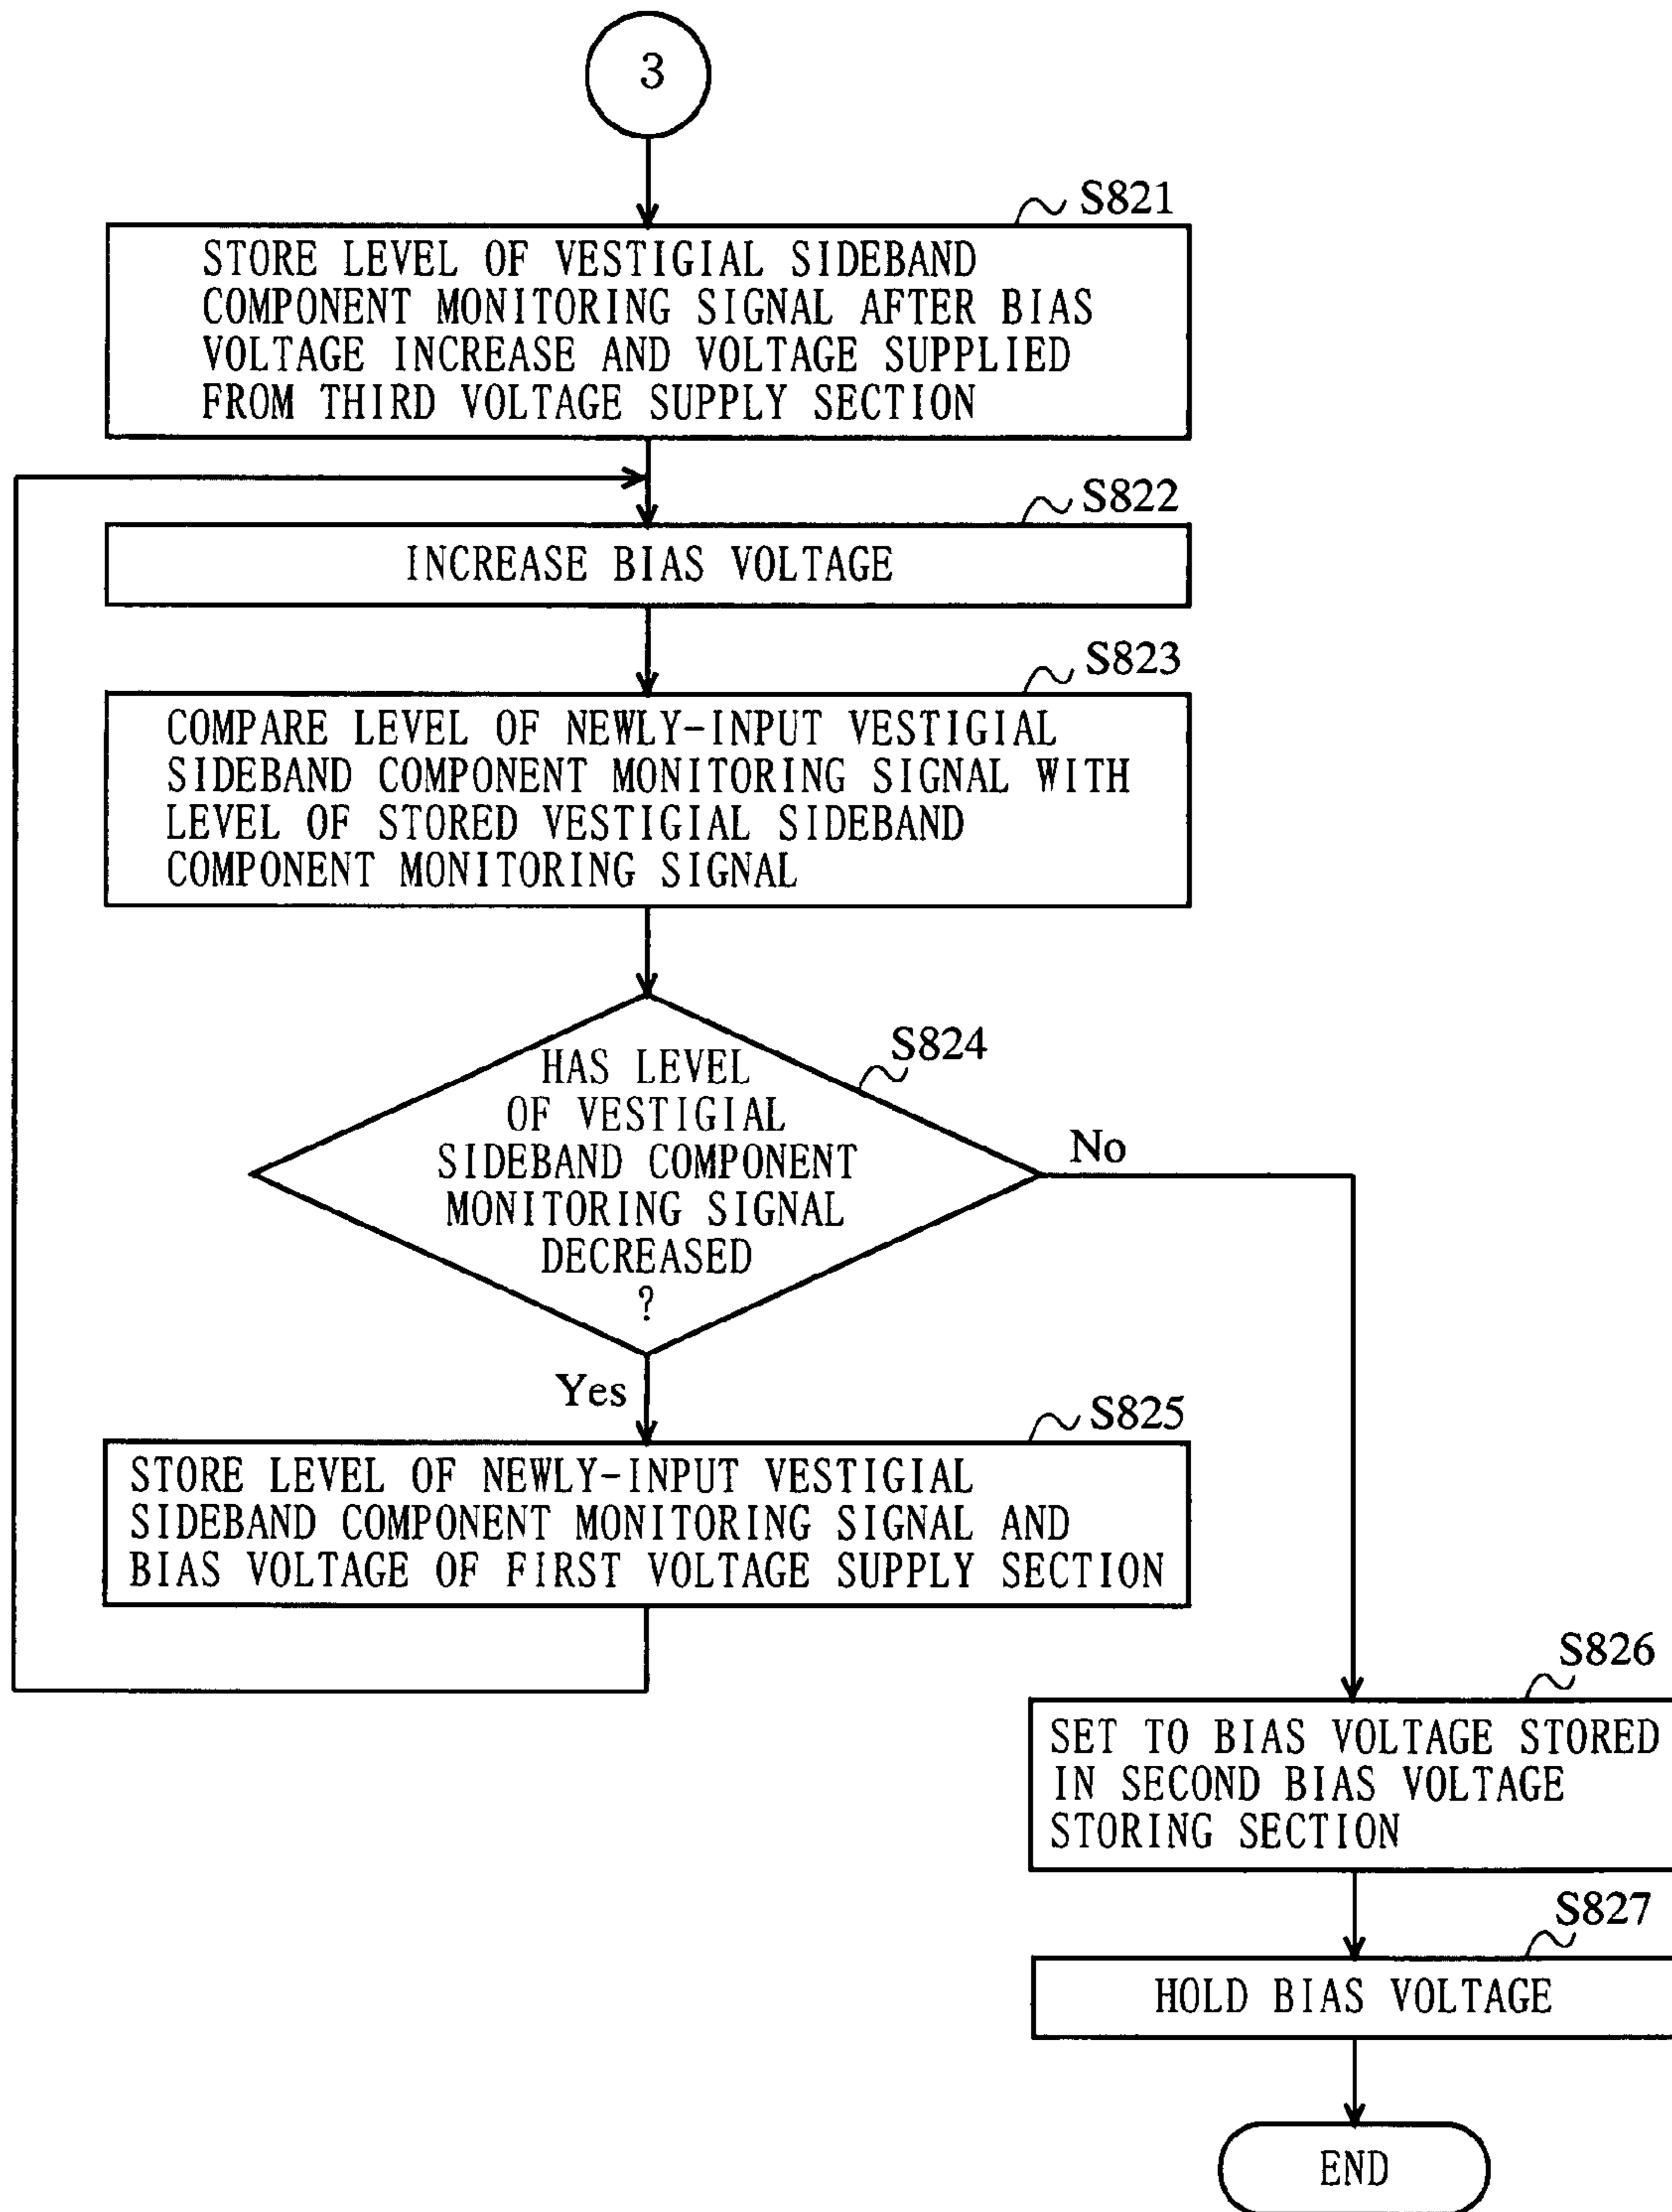 3
S821
STORE LEVEL OF VESTIGIAL SIDEBAND
COMPONENT MONITORING SIGNAL AFTER BIAS
VOLTAGE INCREASE AND VOLTAGE SUPPLIED
FROM THIRD VOLTAGE SUPPLY SECTION
S822
INCREASE BIAS VOLTAGE
S823
COMPARE LEVEL OF NEWLY-INPUT VESTIGIAL
SIDEBAND COMPONENT MONITORING SIGNAL WITH
LEVEL OF STORED VESTIGIAL SIDEBAND
COMPONENT MONITORING SIGNAL
S824
HAS LEVEL
OF VESTIGIAL
SIDEBAND COMPONENT
MONITORING SIGNAL
DECREASED
?
No
Yes
S825
STORE LEVEL OF NEWLY-INPUT VESTIGIAL
SIDEBAND COMPONENT MONITORING SIGNAL AND
BIAS VOLTAGE OF FIRST VOLTAGE SUPPLY SECTION
S826
SET TO BIAS VOLTAGE STORED
IN SECOND BIAS VOLTAGE
STORING SECTION
S827
HOLD BIAS VOLTAGE
END